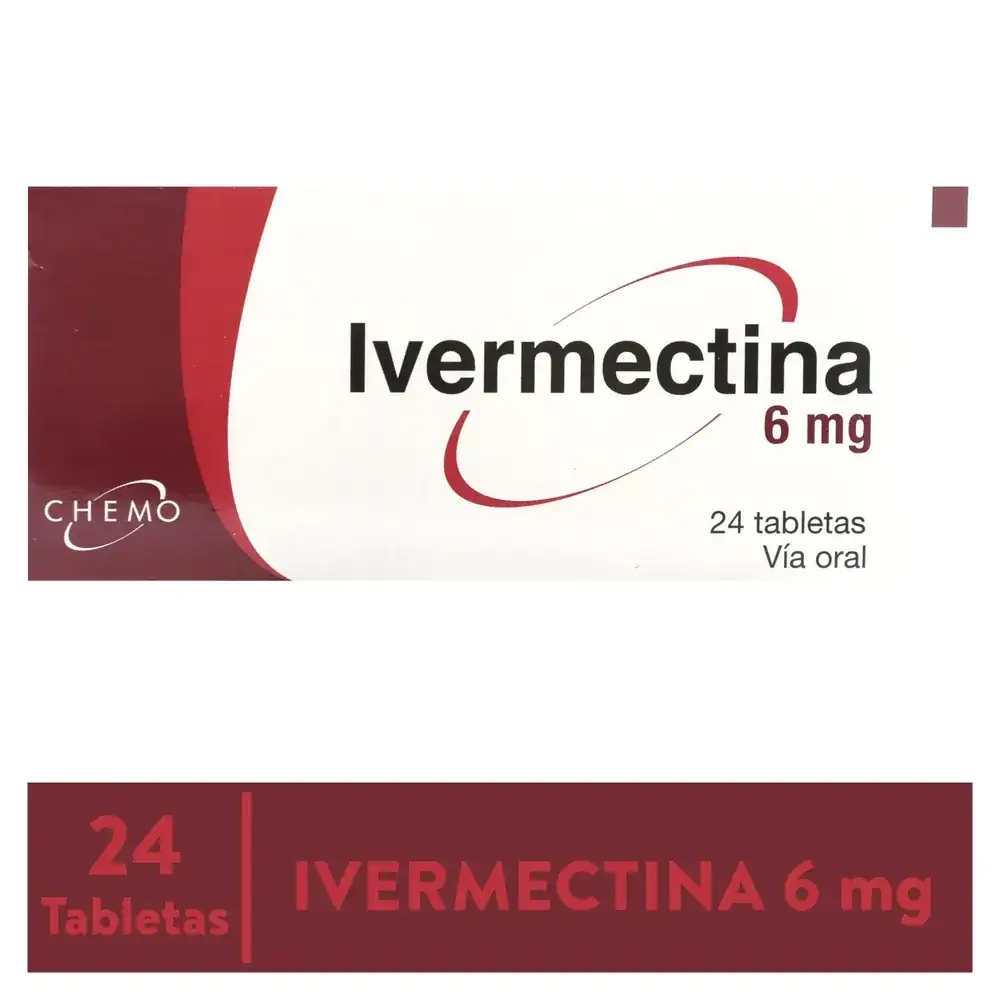 Ivermectina
6 mg
CHEMO
24 tabletas
Vía oral
24
Tabletas
IVERMECTINA 6 mg